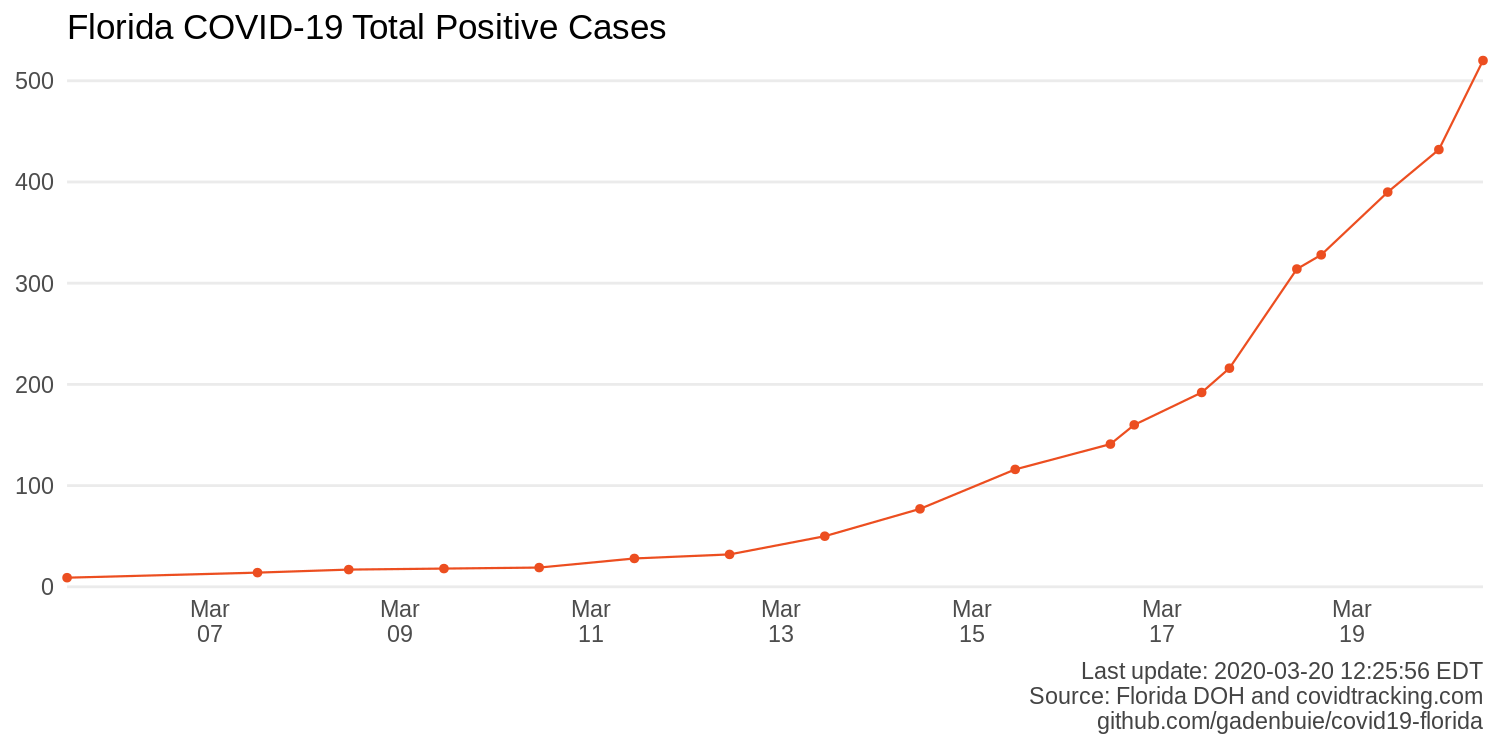 Florida COVID-19 Total Positive Cases
500
400
300
200
100
0
Mar
07
Mar
09
Mar
11
Mar
13
Mar
15
Mar
17
Mar
19
Last update: 2020-03-20 12:25:56 EDT
Source: Florida DOH and covidtracking.com
github.com/gadenbuie/covid19-florida